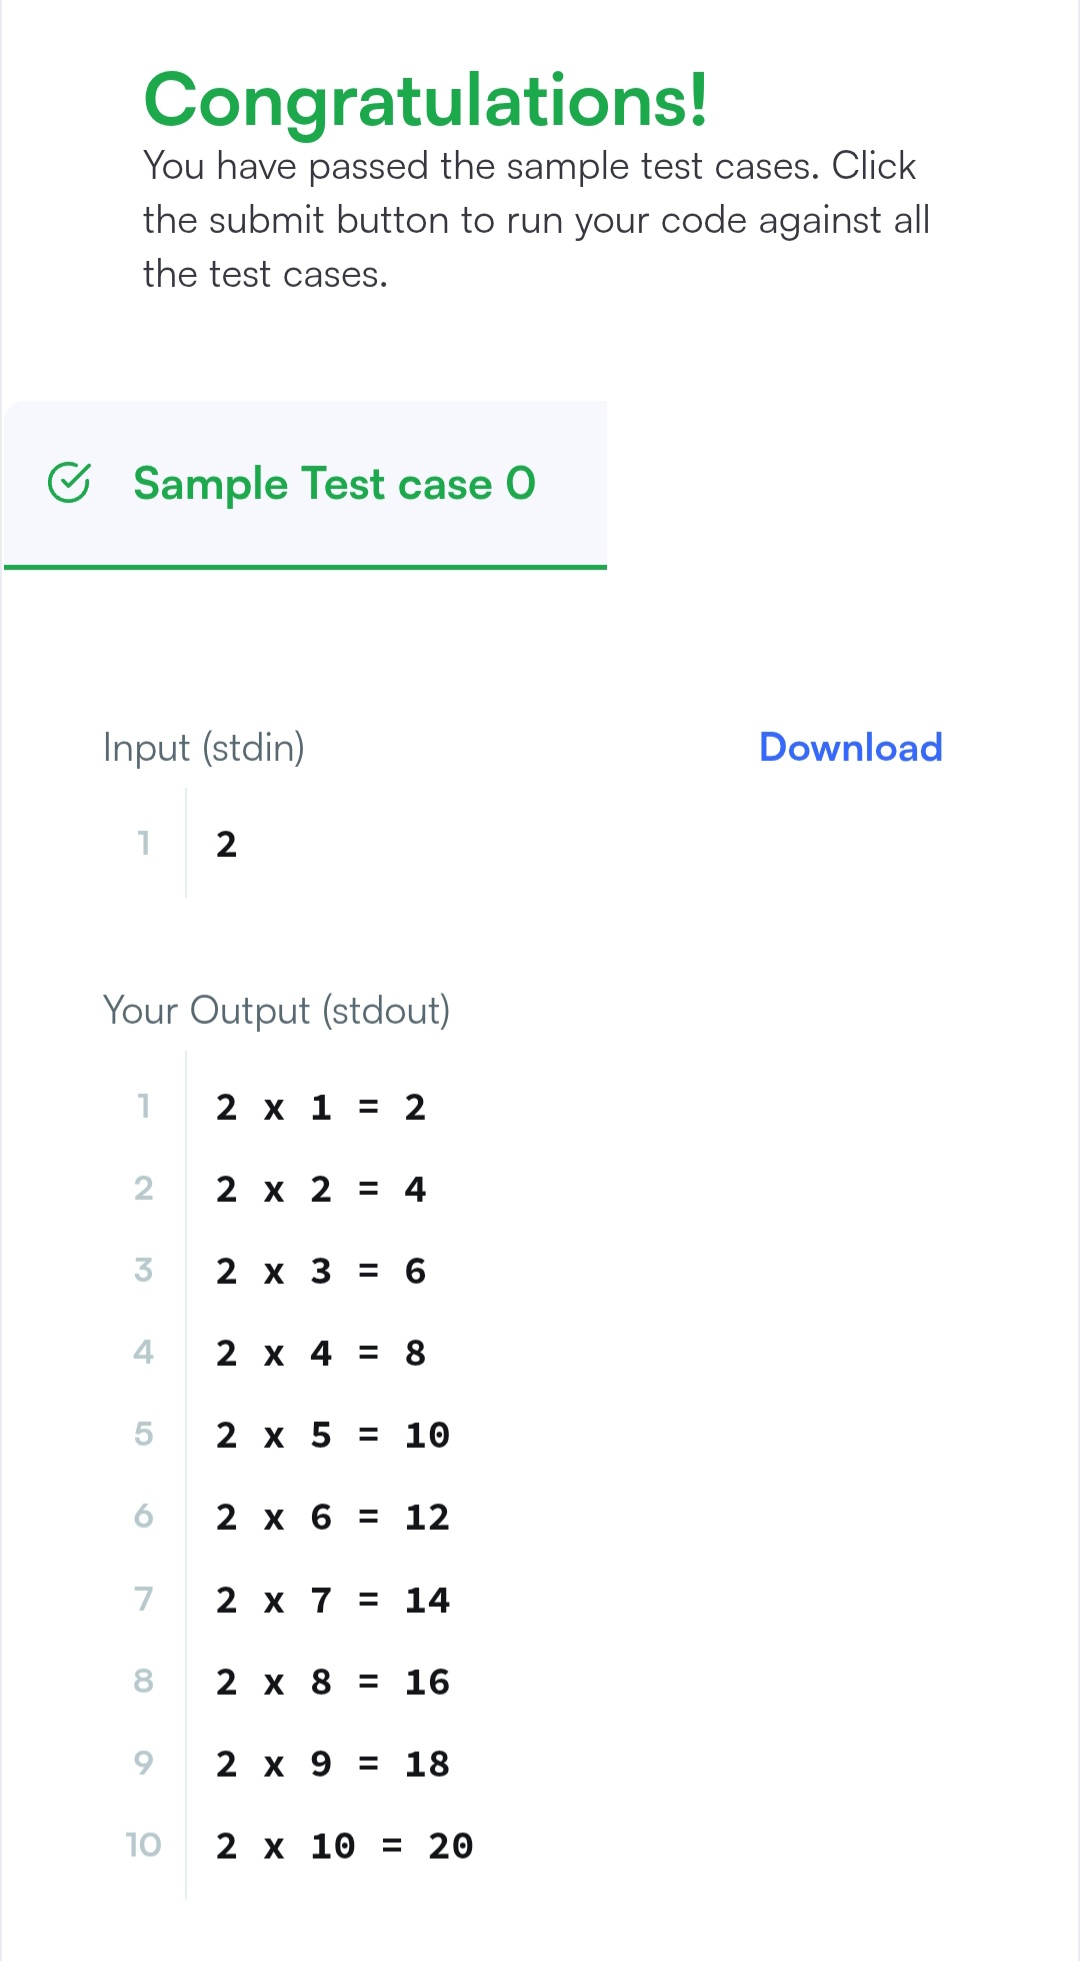 Congratulations!
You have passed the sample test cases. Click
the submit button to run your code against all
the test cases.
Sample Test case 0
Input (stdin)
Download
1 2
Your Output (stdout)
1 2 x 1 = 2
2 2 x 2 = 4
3 2 x 3 = 6
4 2 x 4 = 8
5 2 x 5 = 10
6 2 x 6 = 12
7 2 x 7 = 14
8 2 x 8 = 16
9 2 x 9 = 18
10 2 x 10 = 20